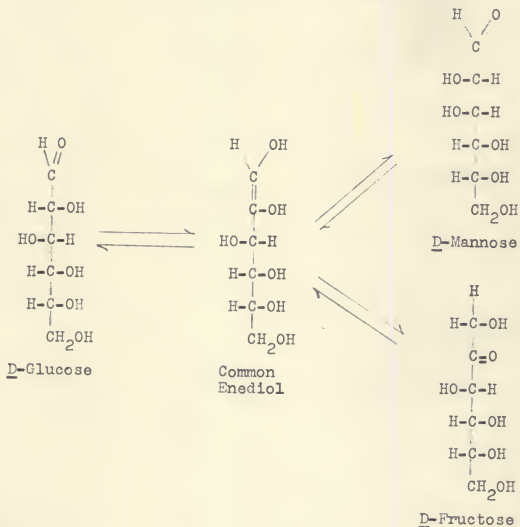 H O
C
H-C-OH
HO-C-H
H-C-OH
H-C-OH
CH₂OH
D-Glucose
H OH
C
C-OH
HO-C-H
H-C-OH
H-C-OH
CH₂OH
Common
Enediol
H O
C
HO-C-H
HO-C-H
H-C-OH
H-C-OH
CH₂OH
D-Mannose
H
H-C-OH
C=O
HO-C-H
H-C-OH
H-C-OH
CH₂OH
D-Fructose